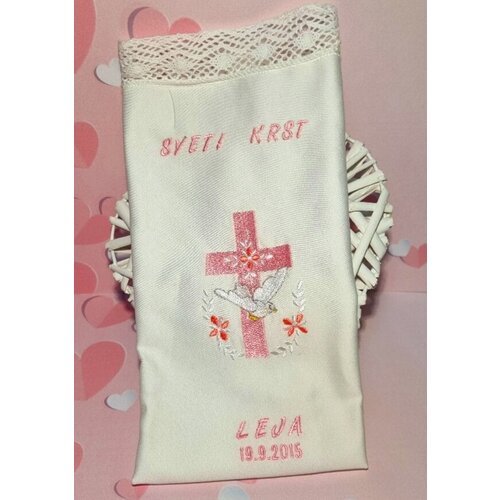 SVETI KRST
LEJA
19.9.2015